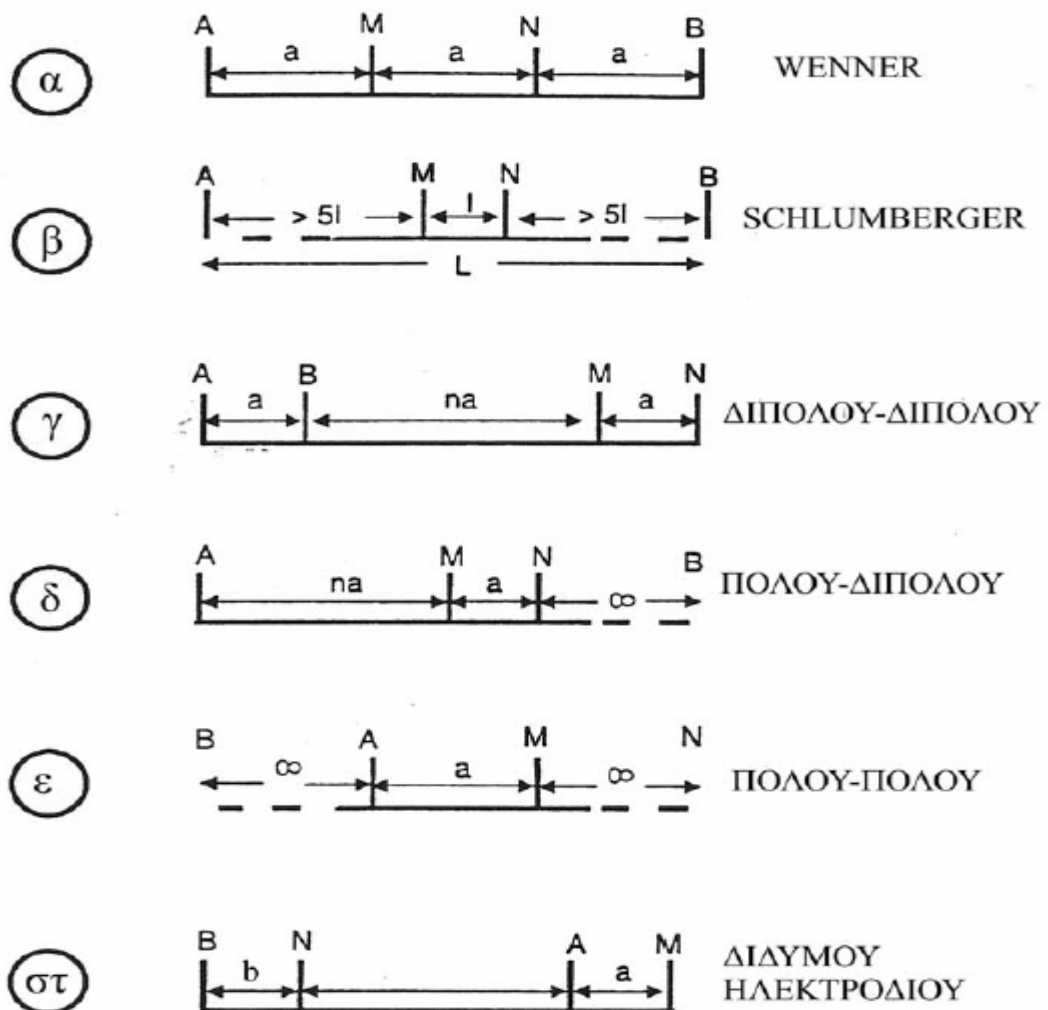 A M N B
α a a a WENNER
A M N B
β > 5l l > 5l SCHLUMBERGER
L
A B M N
γ a na a ΔΙΠΟΛΟΥ-ΔΙΠΟΛΟΥ
A M N B
δ na a ∞ ΠΟΛΟΥ-ΔΙΠΟΛΟΥ
B A M N
ε ∞ a ∞ ΠΟΛΟΥ-ΠΟΛΟΥ
B N A M
στ b a ΔΙΔΥΜΟΥ
ΗΛΕΚΤΡΟΔΙΟΥ